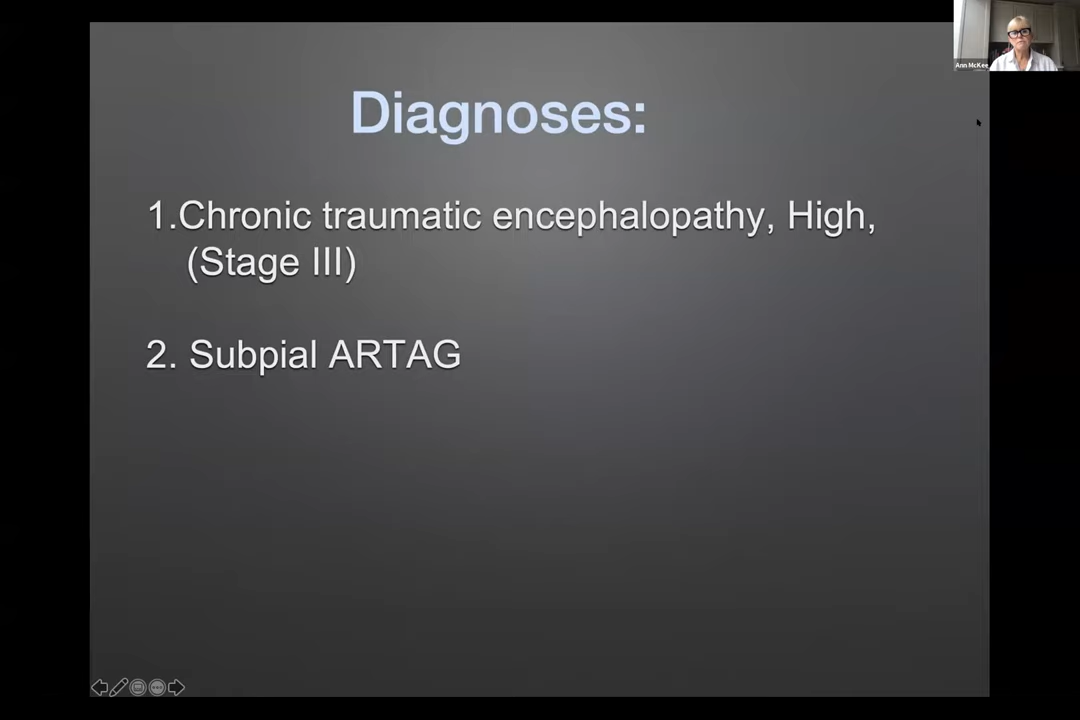 Ann McKee
Diagnoses:
1.Chronic traumatic encephalopathy, High,
(Stage III)
2. Subpial ARTAG